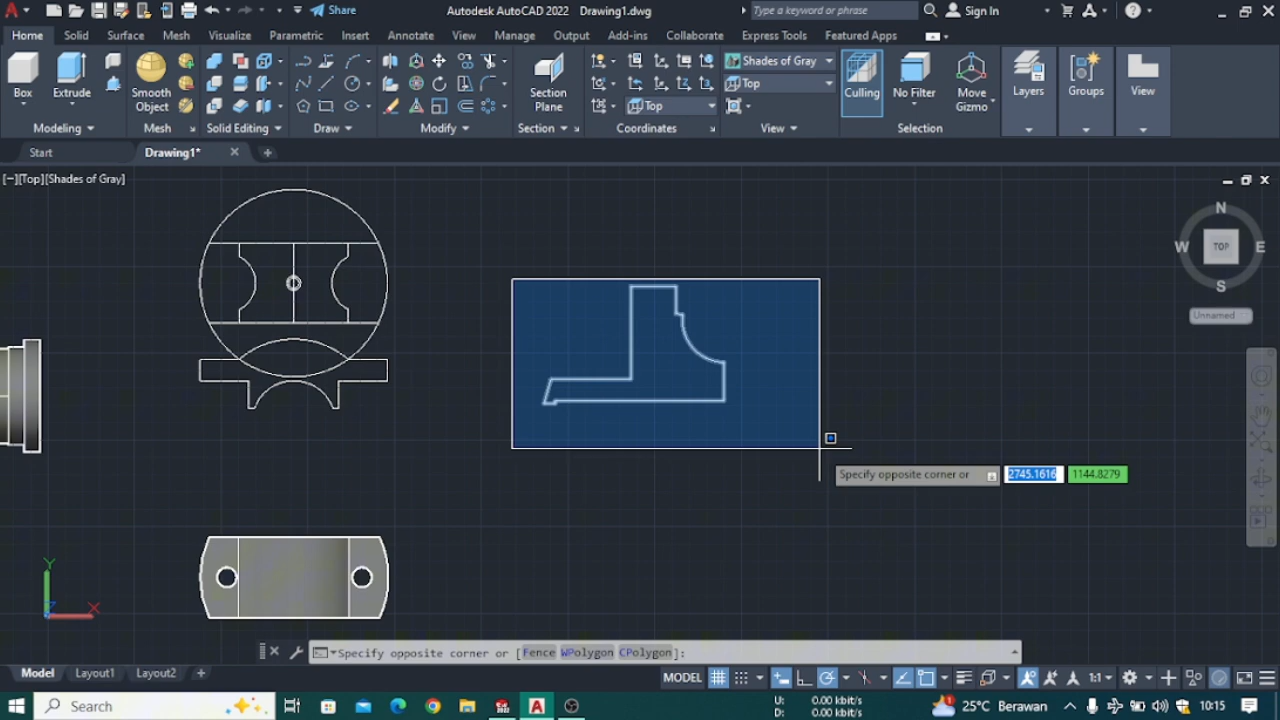 Share
Autodesk AutoCAD 2022 Drawing1.dwg
Type a keyword or phrase
Sign In
Home Solid Surface Mesh Visualize Parametric Insert Annotate View Manage Output Add-ins Collaborate Express Tools Featured Apps
Box Extrude Smooth Object Section Plane Top Shades of Gray Top Culling No Filter Move Gizmo Layers Groups View
Modeling Mesh Solid Editing Draw Modify Section Coordinates View Selection
Start Drawing1*
[−][Top][Shades of Gray]
N
W TOP E
S
Unnamed
Specify opposite corner or 2745.1616 1144.8279
Y
X
Specify opposite corner or [Fence WPolygon CPolygon]:
Model Layout1 Layout2 +
MODEL 1:1
Search
U: 0.00 kbit/s
D: 0.00 kbit/s
25°C Berawan
10:15